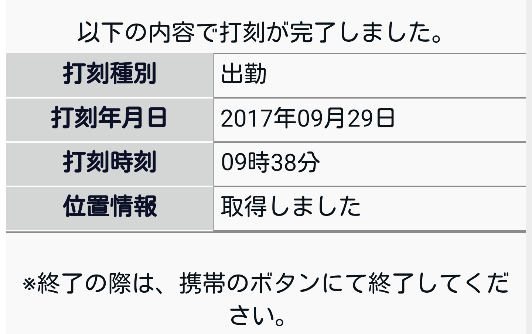 以下の内容で打刻が完了しました。
打刻種別 出勤
打刻年月日 2017年09月29日
打刻時刻 09時38分
位置情報 取得しました
※終了の際は、携帯のボタンにて終了してくだ
さい。